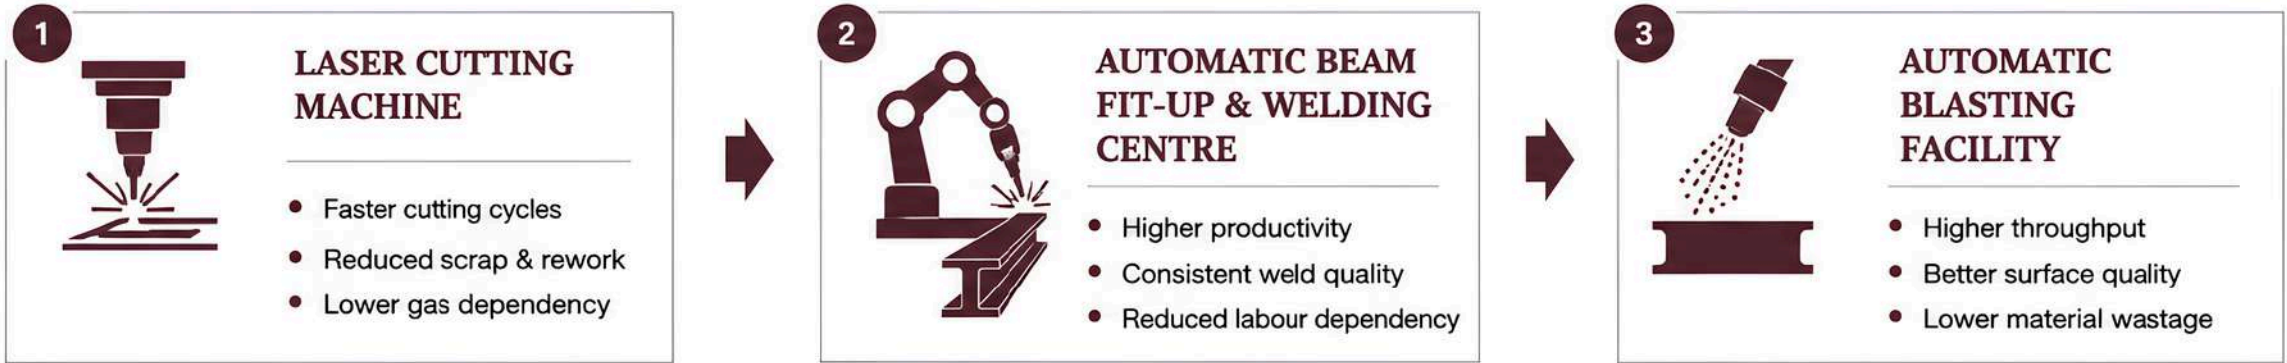 1
LASER CUTTING
MACHINE
• Faster cutting cycles
• Reduced scrap & rework
• Lower gas dependency
2
AUTOMATIC BEAM
FIT-UP & WELDING
CENTRE
• Higher productivity
• Consistent weld quality
• Reduced labour dependency
3
AUTOMATIC
BLASTING
FACILITY
• Higher throughput
• Better surface quality
• Lower material wastage